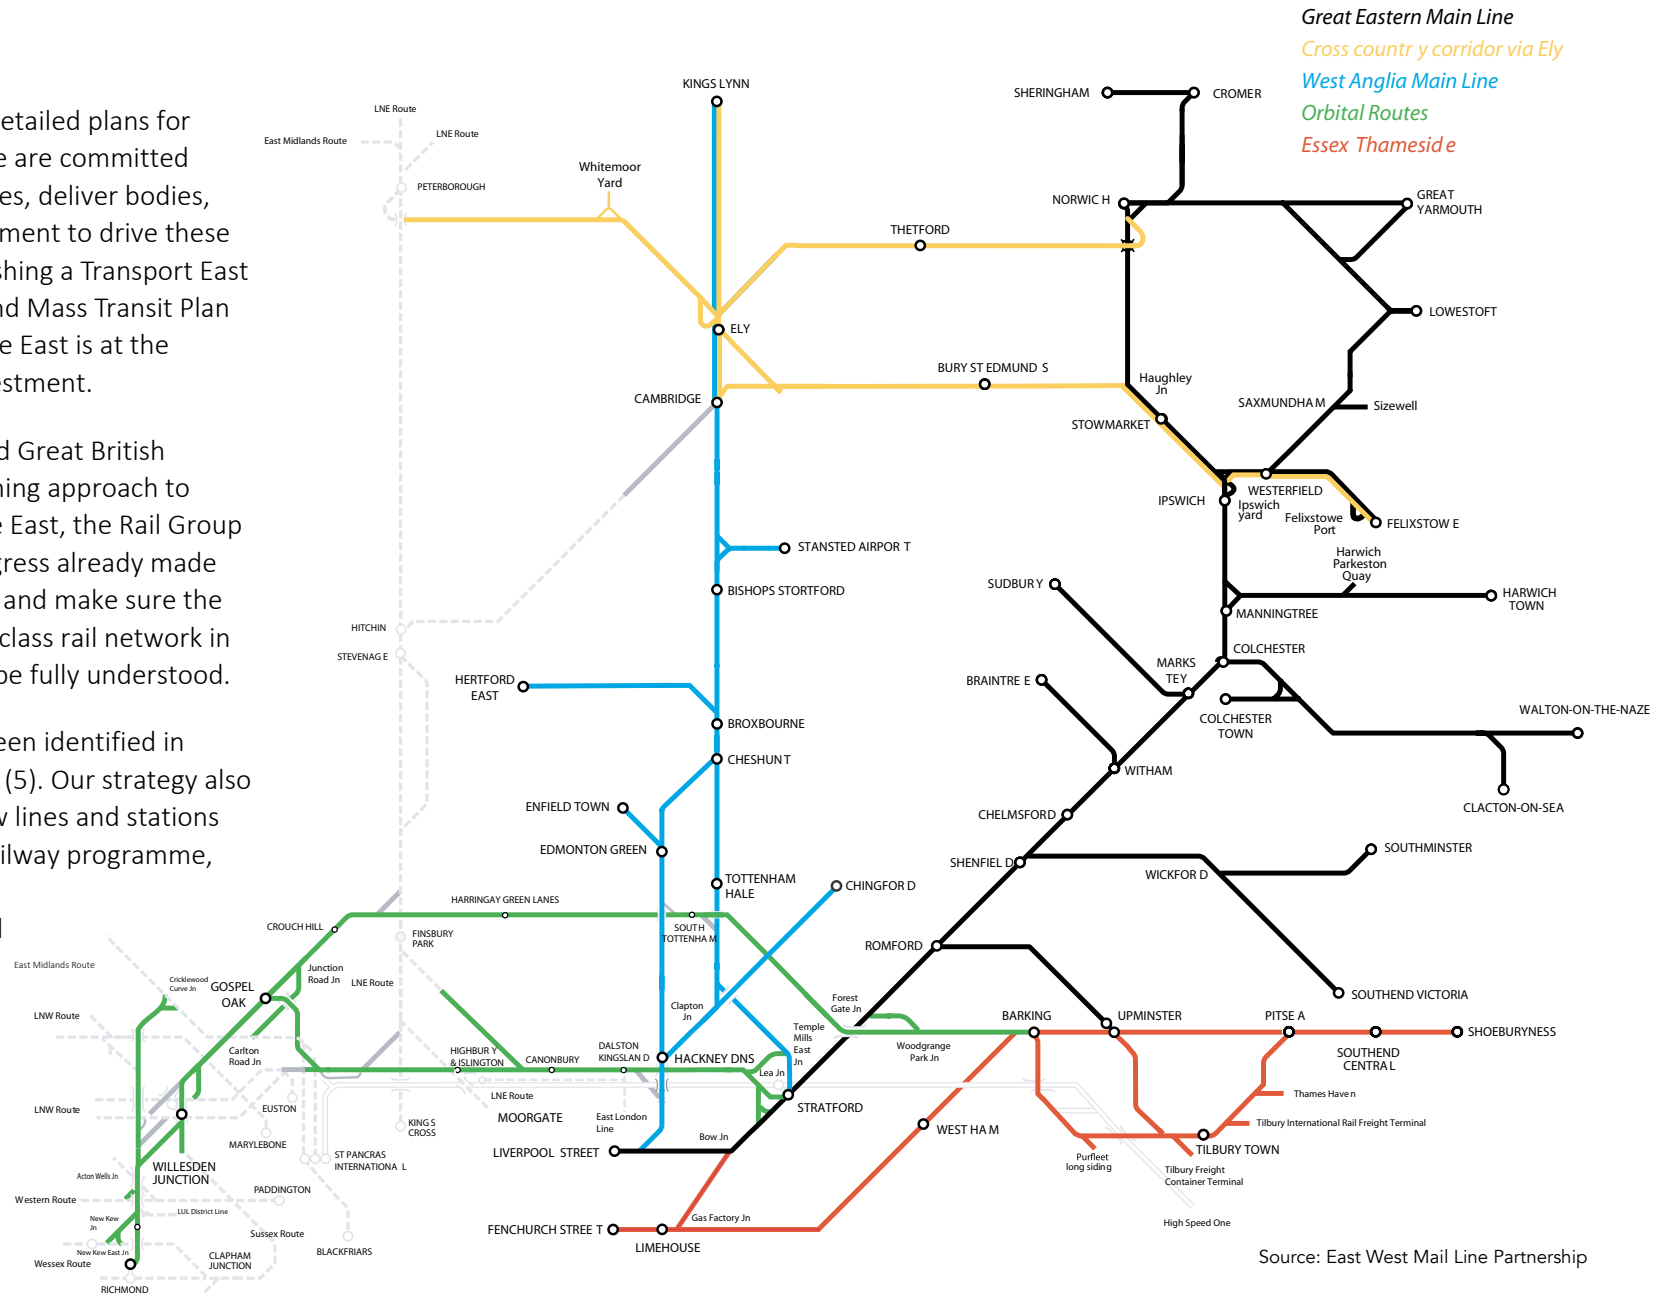 Great Eastern Main Line
Cross countr y corridor via Ely
West Anglia Main Line
Orbital Routes
Essex Thamesid e
etailed plans for
e are committed
es, deliver bodies,
ment to drive these
shing a Transport East
nd Mass Transit Plan
e East is at the
estment.
d Great British
ning approach to
e East, the Rail Group
gress already made
and make sure the
class rail network in
be fully understood.
een identified in
(5). Our strategy also
w lines and stations
ilway programme,
KINGS LYNN
SHERINGHAM
CROMER
LNE Route
East Midlands Route
LNE Route
PETERBOROUGH
Whitemoor
Yard
NORWIC H
GREAT
YARMOUTH
THETFORD
LOWESTOFT
ELY
BURY ST EDMUND S
Haughley
Jn
CAMBRIDGE
SAXMUNDHA M
Sizewell
STOWMARKET
IPSWICH
WESTERFIELD
Ipswich
yard
Felixstowe
Port
FELIXSTOW E
STANSTED AIRPOR T
Harwich
Parkeston
Quay
SUDBUR Y
BISHOPS STORTFORD
HARWICH
TOWN
MANNINGTREE
HITCHIN
STEVENAG E
COLCHESTER
MARKS
TEY
HERTFORD
EAST
BRAINTRE E
COLCHESTER
TOWN
WALTON-ON-THE-NAZE
BROXBOURNE
CHESHUN T
WITHAM
CLACTON-ON-SEA
ENFIELD TOWN
CHELMSFORD
EDMONTON GREEN
SHENFIEL D
SOUTHMINSTER
WICKFOR D
TOTTENHAM
HALE
CHINGFOR D
HARRINGAY GREEN LANES
CROUCH HILL
FINSBURY
PARK
SOUT H
TOTTENHA M
ROMFORD
East Midlands Route
Cricklewood
Curve Jn
GOSPEL
OAK
Junction
Road Jn
LNE Route
SOUTHEND VICTORIA
LNW Route
Clapton
Jn
Forest
Gate Jn
BARKING
UPMINSTER
PITSE A
SHOEBURYNESS
Temple
Mills
East
Jn
Woodgrange
Park Jn
SOUTHEND
CENTRA L
Carlton
Road Jn
HIGHBUR Y
& ISLINGTON
CANONBURY
DALSTON
KINGSLAN D
HACKNEY DNS
Lea Jn
LNE Route
Thames Have n
LNW Route
EUSTON
MOORGATE
East London
Line
STRATFORD
KING S
CROSS
WEST HA M
Tilbury International Rail Freight Terminal
MARYLEBONE
Bow Jn
LIVERPOOL STREET
ST PANCRAS
INTERNATIONA L
TILBURY TOWN
Purfleet
long siding
WILLESDEN
JUNCTION
Acton Wells Jn
Tilbury Freight
Container Terminal
PADDINGTON
Western Route
LUL District Line
High Speed One
New Kew
Jn
Sussex Route
Gas Factory Jn
FENCHURCH STREE T
LIMEHOUSE
BLACKFRIARS
New Kew East Jn
Wessex Route
CLAPHAM
JUNCTION
RICHMOND
Source: East West Mail Line Partnership